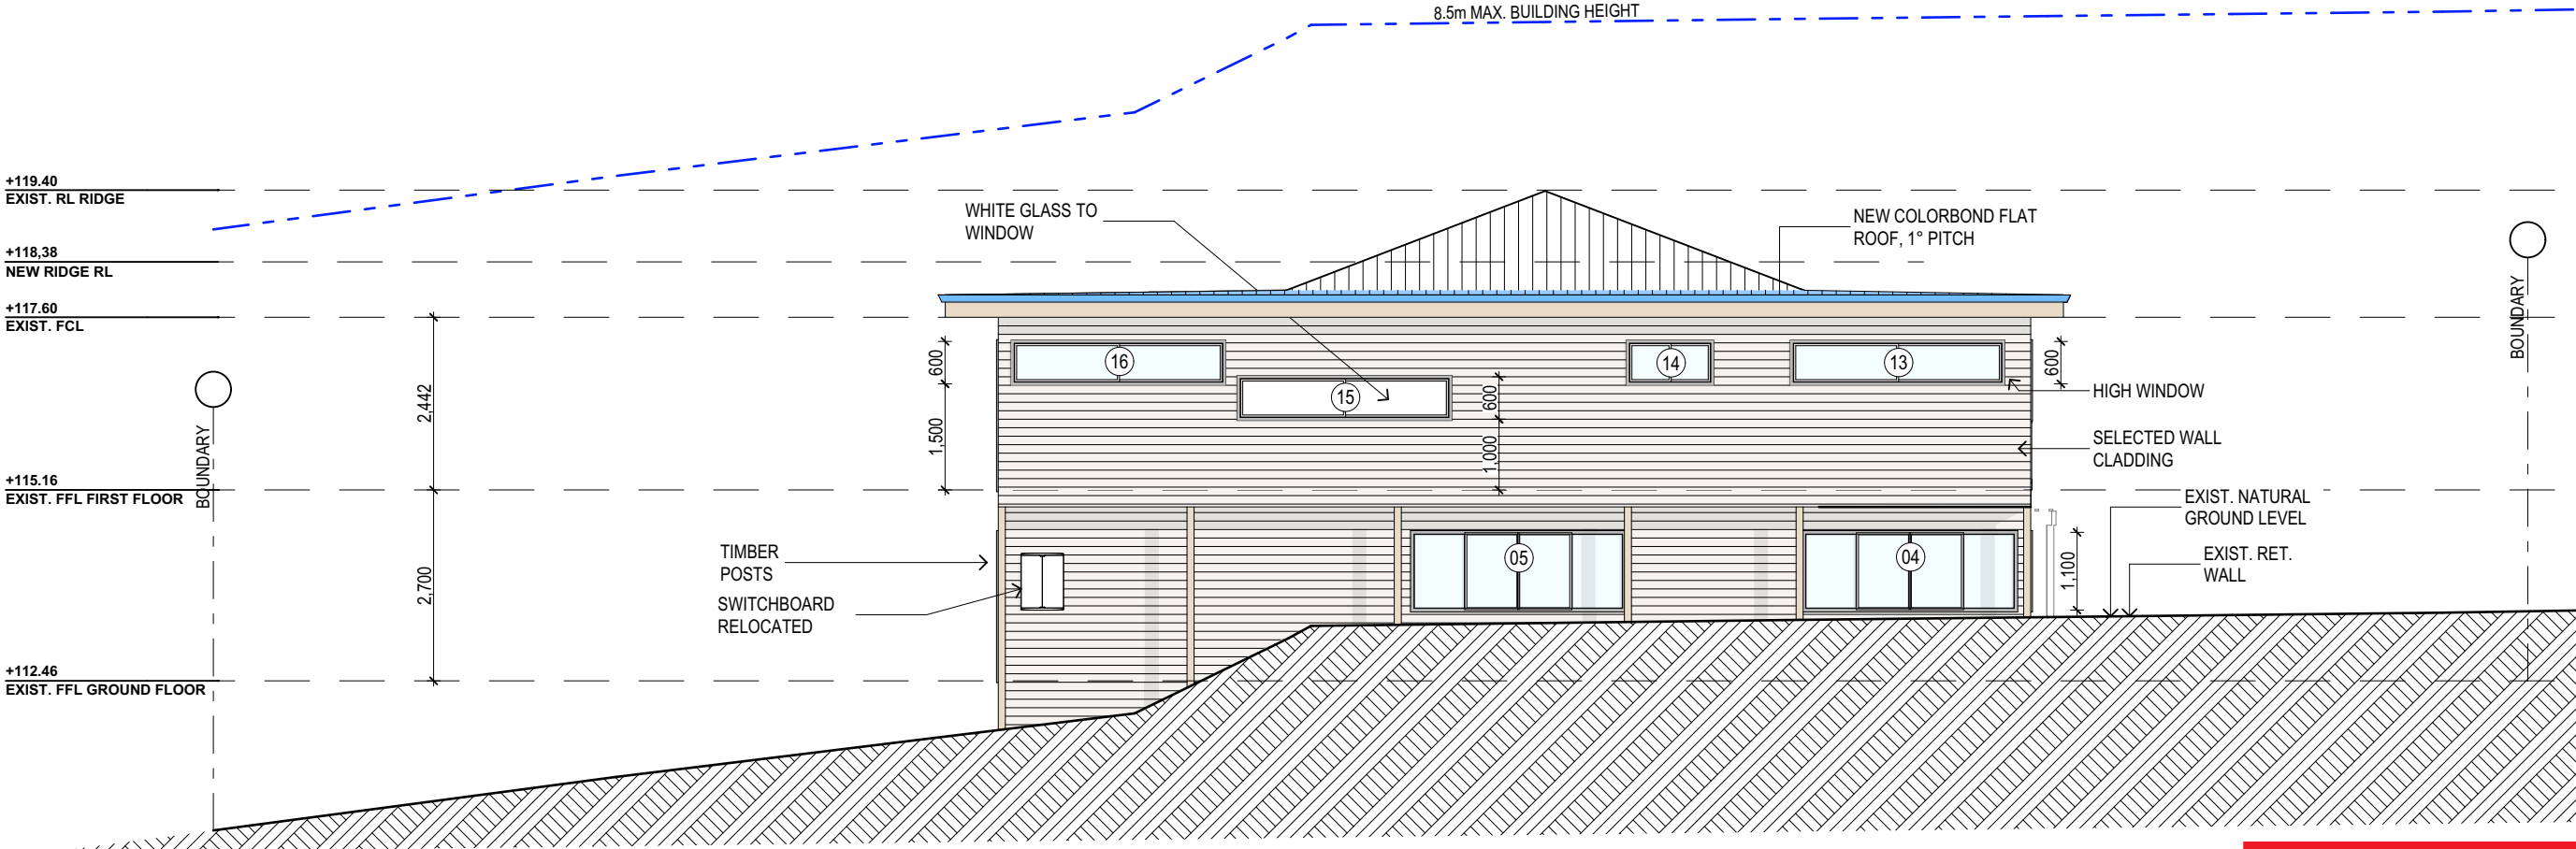 8.5m MAX. BUILDING HEIGHT
+119.40
EXIST. RL RIDGE
WHITE GLASS TO
WINDOW
NEW COLORBOND FLAT
ROOF, 1° PITCH
+118,38
NEW RIDGE RL
+117.60
EXIST. FCL
BOUNDARY
BOUNDARY
2,442
600
1,500
16
15
14
13
600
1,000
600
HIGH WINDOW
SELECTED WALL
CLADDING
+115.16
EXIST. FFL FIRST FLOOR
EXIST. NATURAL
GROUND LEVEL
EXIST. RET.
WALL
TIMBER
POSTS
SWITCHBOARD
RELOCATED
2,700
05
04
1,100
+112.46
EXIST. FFL GROUND FLOOR